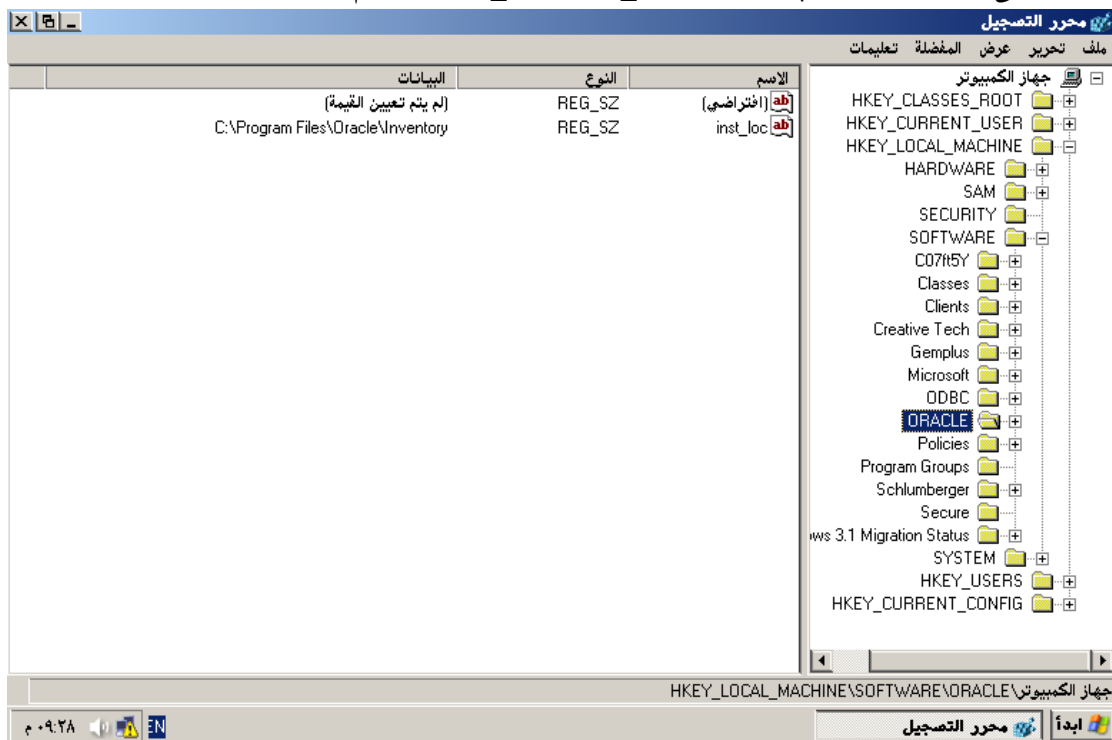 محرر التسجيل
ملف تحرير عرض المفضلة تعليمات
جهاز الكمبيوتر
HKEY_CLASSES_ROOT
HKEY_CURRENT_USER
HKEY_LOCAL_MACHINE
HARDWARE
SAM
SECURITY
SOFTWARE
C07ft5Y
Classes
Clients
Creative Tech
Gemplus
Microsoft
ODBC
ORACLE
Policies
Program Groups
Schlumberger
Secure
ws 3.1 Migration Status
SYSTEM
HKEY_USERS
HKEY_CURRENT_CONFIG
الاسم النوع البيانات
(افتراضي) REG_SZ (لم يتم تعيين القيمة)
inst_loc REG_SZ C:\Program Files\Oracle\Inventory
جهاز الكمبيوتر\HKEY_LOCAL_MACHINE\SOFTWARE\ORACLE
ابدأ محرر التسجيل EN ٠٩:٢٨ م